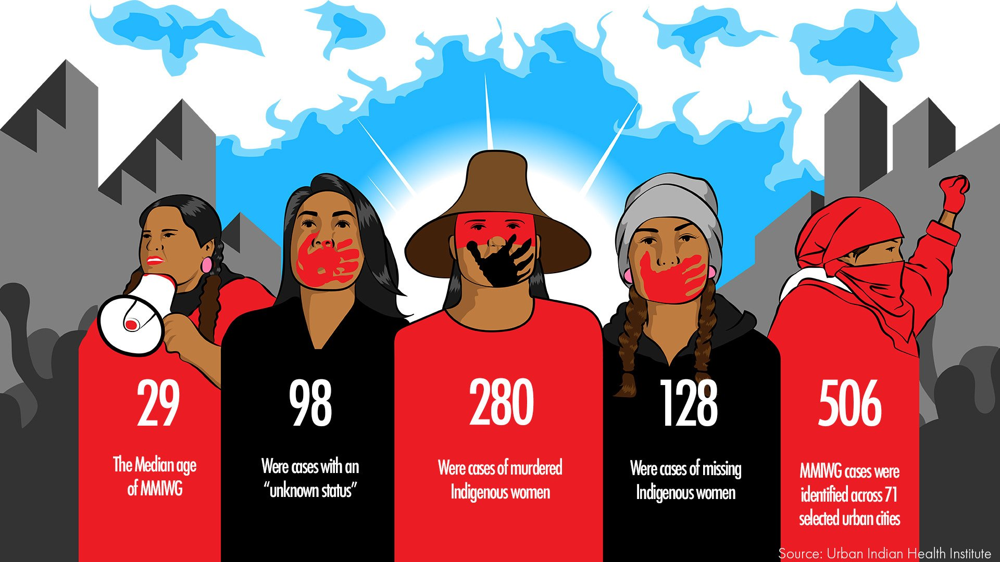 29
The Median age
of MMIWG
98
Were cases with an
“unknown status”
280
Were cases of murdered
Indigenous women
128
Were cases of missing
Indigenous women
506
MMIWG cases were
identified across 71
selected urban cities
Source: Urban Indian Health Institute